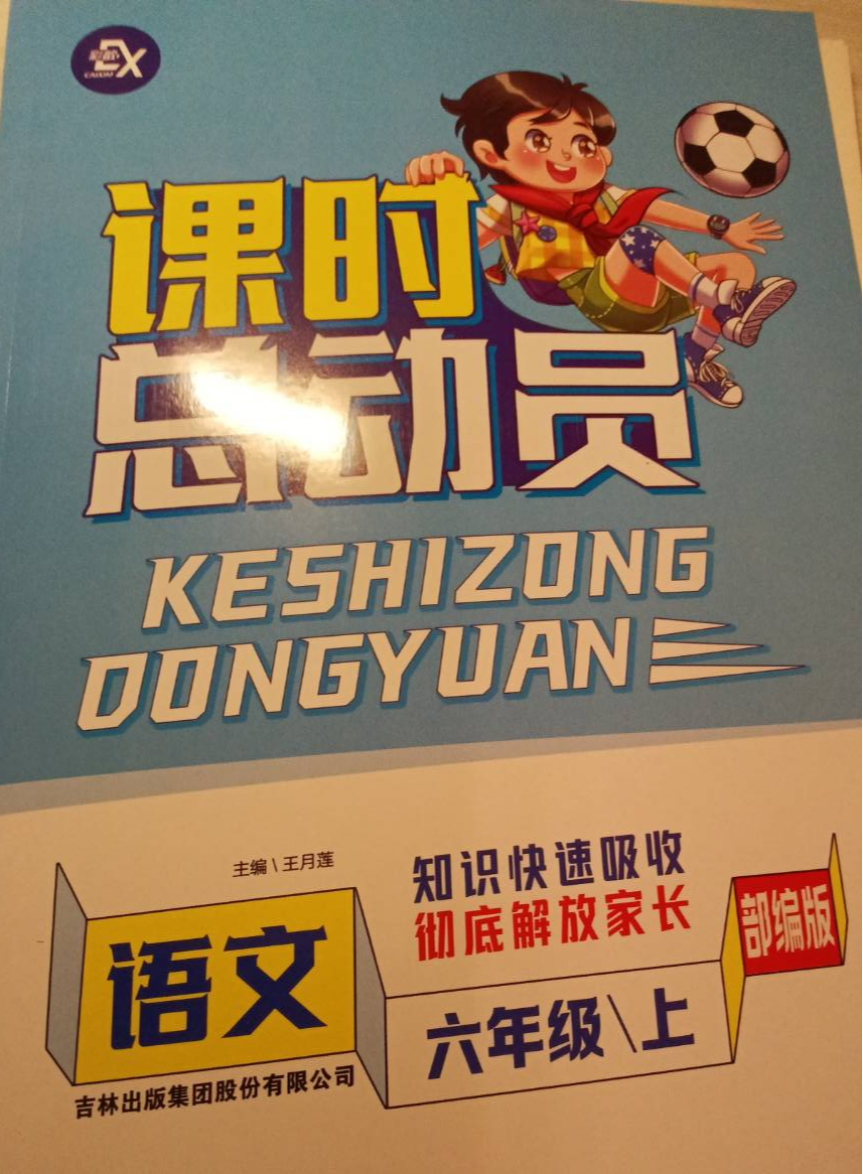 课时
总动员
KESHIZONG
DONGYUAN
主编\王月莲
知识快速吸收
彻底解放家长
部编版
语文
六年级\上
吉林出版集团股份有限公司